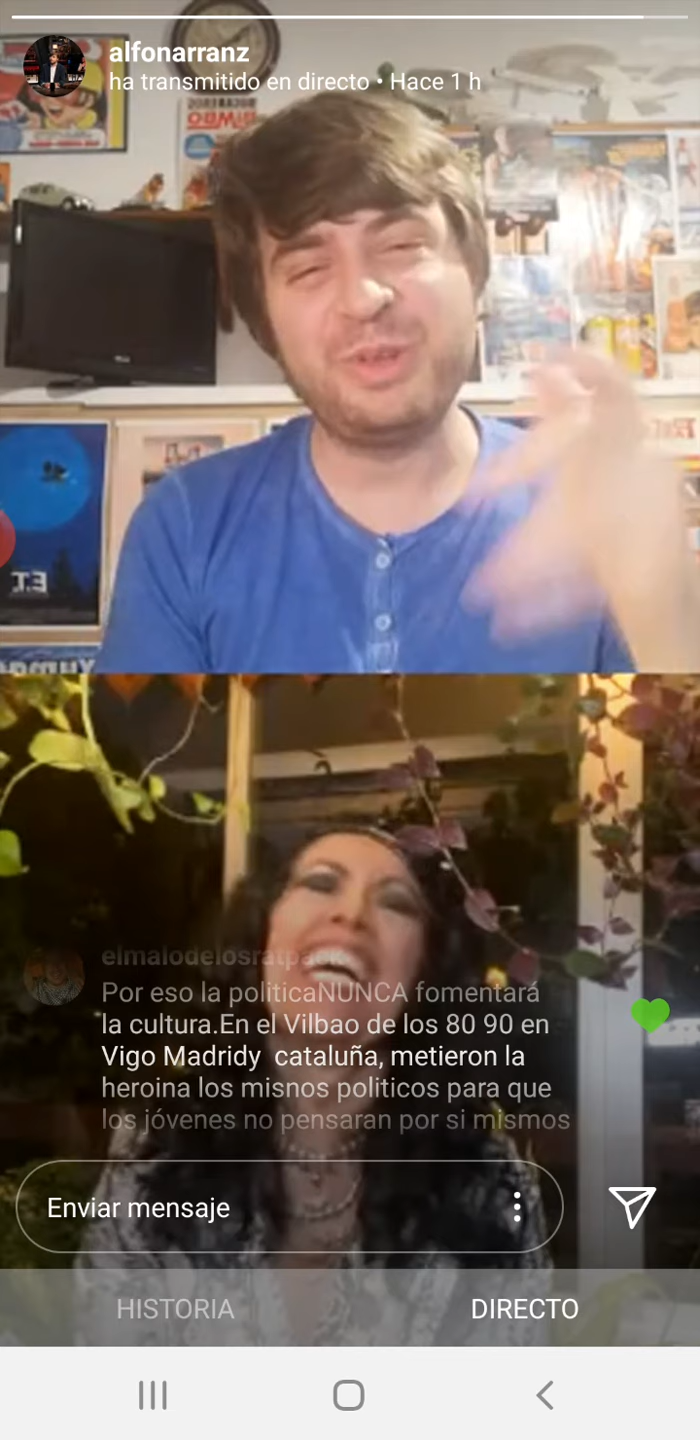 alfonarranz
ha transmitido en directo • Hace 1 h
BIMBO
E.T.
elmalodelosratpack
Por eso la politicaNUNCA fomentará
la cultura.En el Vilbao de los 80 90 en
Vigo Madridy cataluña, metieron la
heroina los misnos politicos para que
los jóvenes no pensaran por si mismos
Enviar mensaje
HISTORIA
DIRECTO